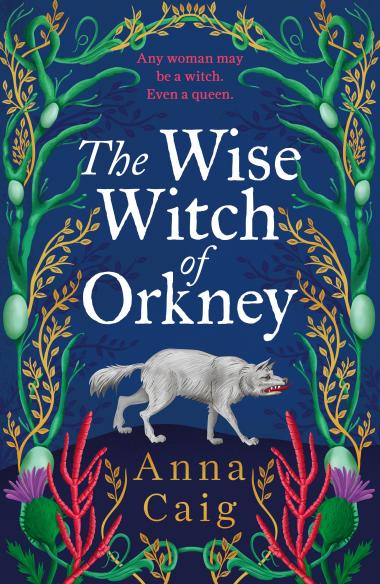 Any woman may
be a witch.
Even a queen.
The Wise
Witch
of
Orkney
Anna
Caig